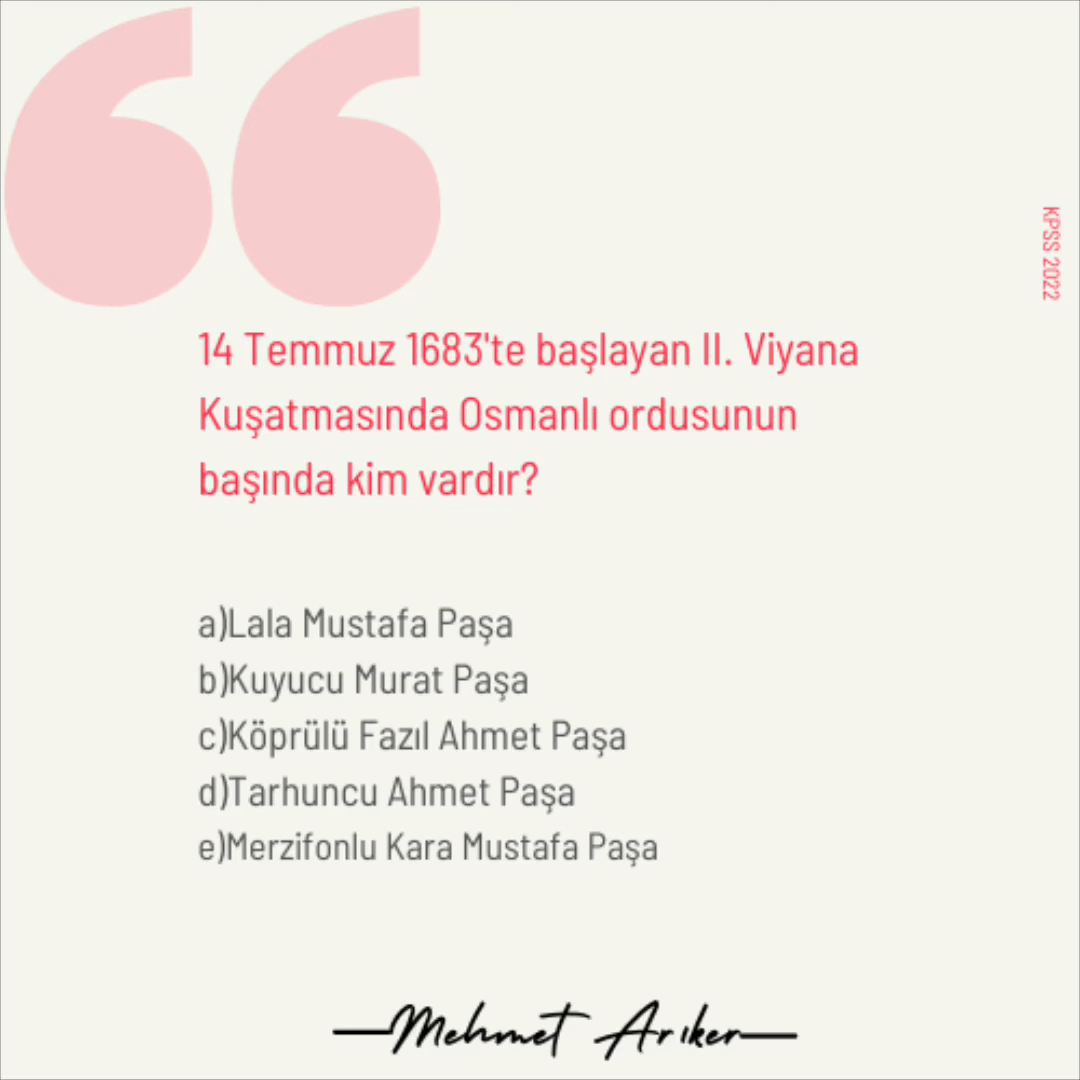 KPSS 2022
14 Temmuz 1683'te başlayan II. Viyana
Kuşatmasında Osmanlı ordusunun
başında kim vardır?
a)Lala Mustafa Paşa
b)Kuyucu Murat Paşa
c)Köprülü Fazıl Ahmet Paşa
d)Tarhuncu Ahmet Paşa
e)Merzifonlu Kara Mustafa Paşa
Mehmet Arıker